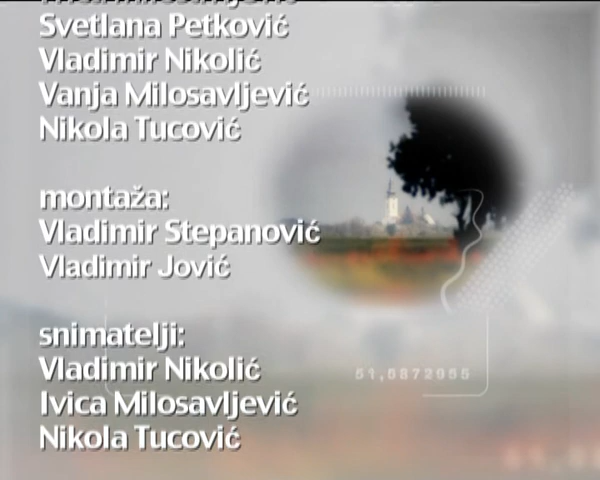 Svetlana Petković
Vladimir Nikolić
Vanja Milosavljević
Nikola Tucović
montaža:
Vladimir Stepanović
Vladimir Jović
snimatelji:
Vladimir Nikolić
Ivica Milosavljević
Nikola Tucović
51,5872955